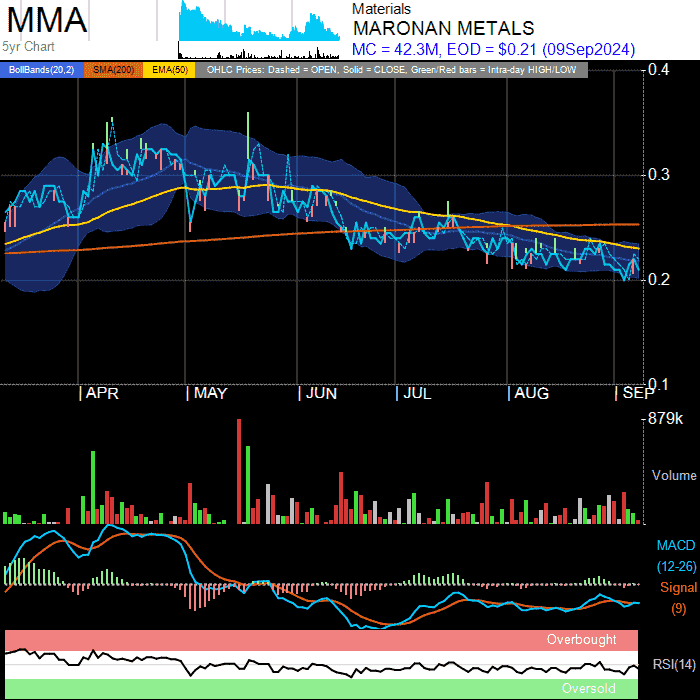 MMA
5yr Chart
Materials
MARONAN METALS
MC = 42.3M, EOD = $0.21 (09Sep2024)
BollBands(20,2) SMA(200) EMA(50) OHLC Prices: Dashed = OPEN, Solid = CLOSE, Green/Red bars = Intra-day HIGH/LOW
0.4
0.3
0.2
0.1
| APR | MAY | JUN | JUL | AUG | SEP
879k
Volume
MACD
(12-26)
Signal
(9)
Overbought
RSI(14)
Oversold